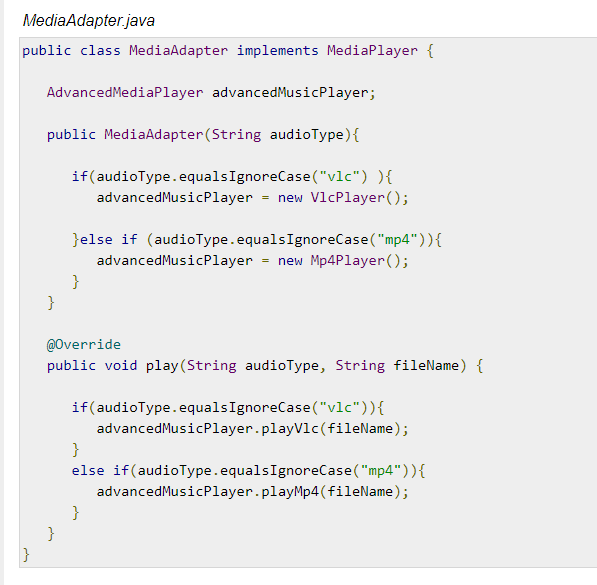 MediaAdapter.java
public class MediaAdapter implements MediaPlayer {
AdvancedMediaPlayer advancedMusicPlayer;
public MediaAdapter(String audioType){
if(audioType.equalsIgnoreCase("vlc") ){
advancedMusicPlayer = new VlcPlayer();
}else if (audioType.equalsIgnoreCase("mp4")){
advancedMusicPlayer = new Mp4Player();
}
}
@Override
public void play(String audioType, String fileName) {
if(audioType.equalsIgnoreCase("vlc")){
advancedMusicPlayer.playVlc(fileName);
}
else if(audioType.equalsIgnoreCase("mp4")){
advancedMusicPlayer.playMp4(fileName);
}
}
}